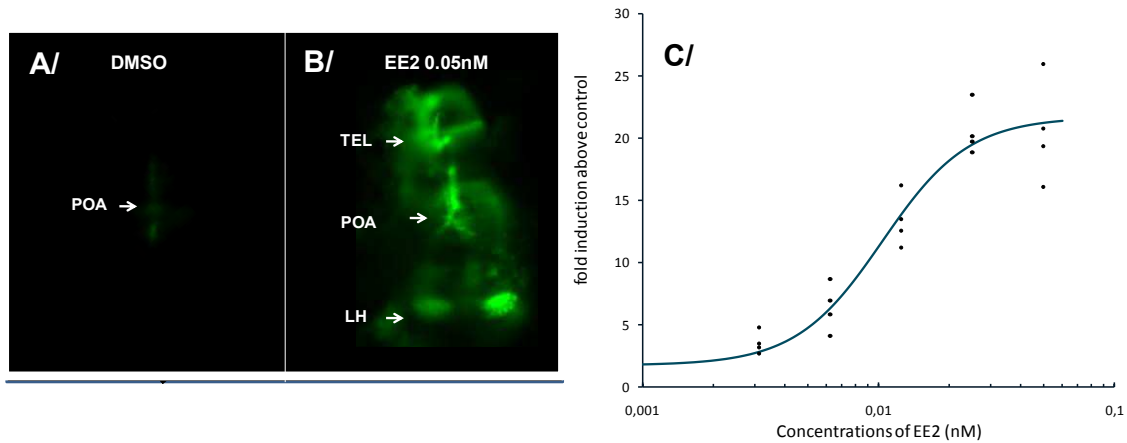 A/ DMSO
POA
B/ EE2 0.05nM
TEL
POA
LH
C/
fold induction above control
30
25
20
15
10
5
0
0,001 0,01 0,1
Concentrations of EE2 (nM)